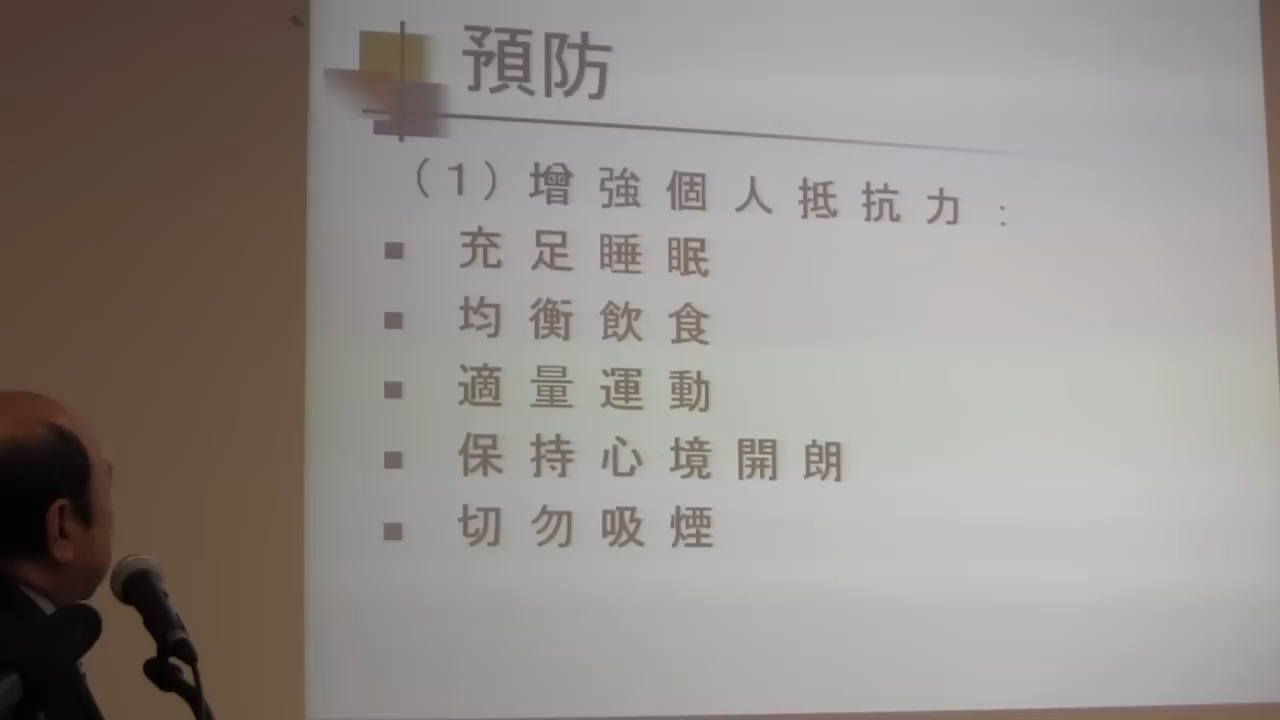 預防
（1）增強個人抵抗力：
■ 充足睡眠
■ 均衡飲食
■ 適量運動
■ 保持心境開朗
■ 切勿吸煙